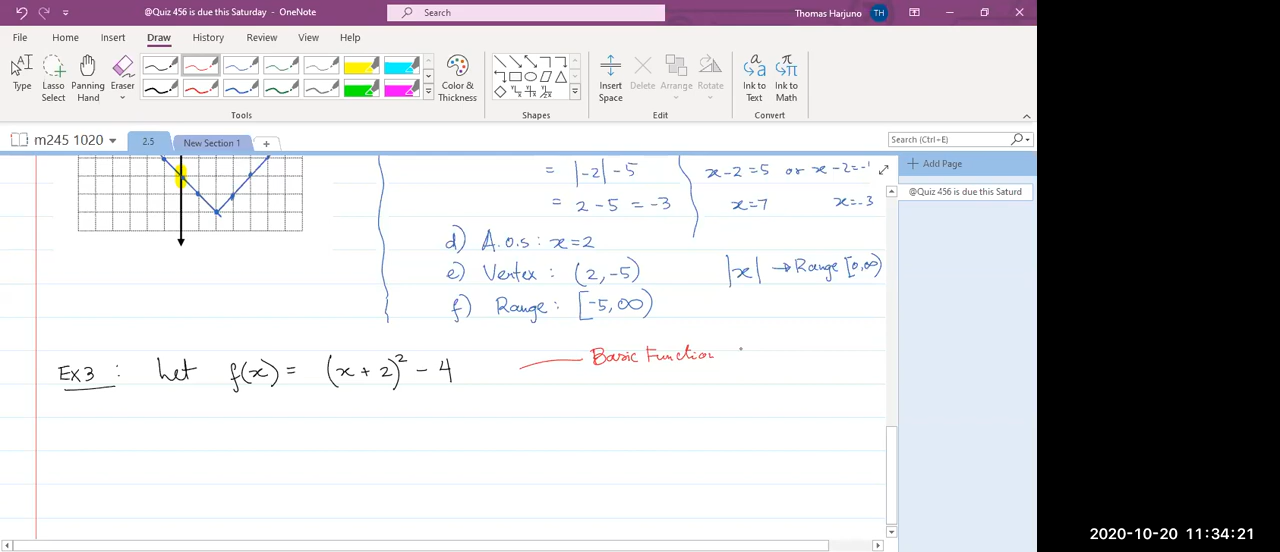 @Quiz 456 is due this Saturday - OneNote
Search
Thomas Harjuno
TH
File Home Insert Draw History Review View Help
Type
Lasso Select
Panning Hand
Eraser
Color & Thickness
Insert Space
Delete
Arrange
Rotate
Ink to Text
Ink to Math
Tools
Shapes
Edit
Convert
m245 1020
2.5
New Section 1
Search (Ctrl+E)
Add Page
@Quiz 456 is due this Saturd
= |-2| - 5
= 2 - 5 = -3
x-2=5 or x-2=-
x=7 x=-3
d) A.o.s: x=2
e) Vertex: (2,-5)
f) Range: [-5,∞)
|x| → Range [0,∞)
Ex3: Let f(x) = (x+2)² - 4
Basic Function
2020-10-20 11:34:21